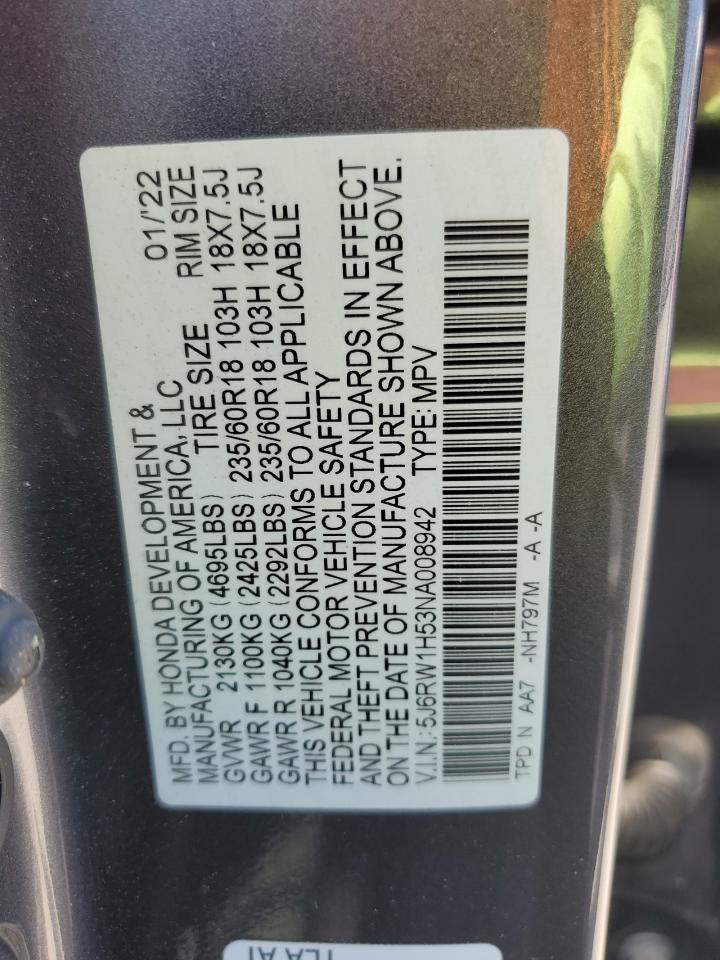 MFD. BY HONDA DEVELOPMENT & 01/'22
MANUFACTURING OF AMERICA, LLC RIM SIZE
GVWR 2130KG (4695LBS) TIRE SIZE
GAWR F 1100KG (2425LBS) 235/60R18 103H 18X7.5J
GAWR R 1040KG (2292LBS) 235/60R18 103H 18X7.5J
THIS VEHICLE CONFORMS TO ALL APPLICABLE
FEDERAL MOTOR VEHICLE SAFETY
AND THEFT PREVENTION STANDARDS IN EFFECT
ON THE DATE OF MANUFACTURE SHOWN ABOVE.
V.I.N.:5J6RW1H53NA008942 TYPE:MPV
TPD N AA7 -NH797M -A -A